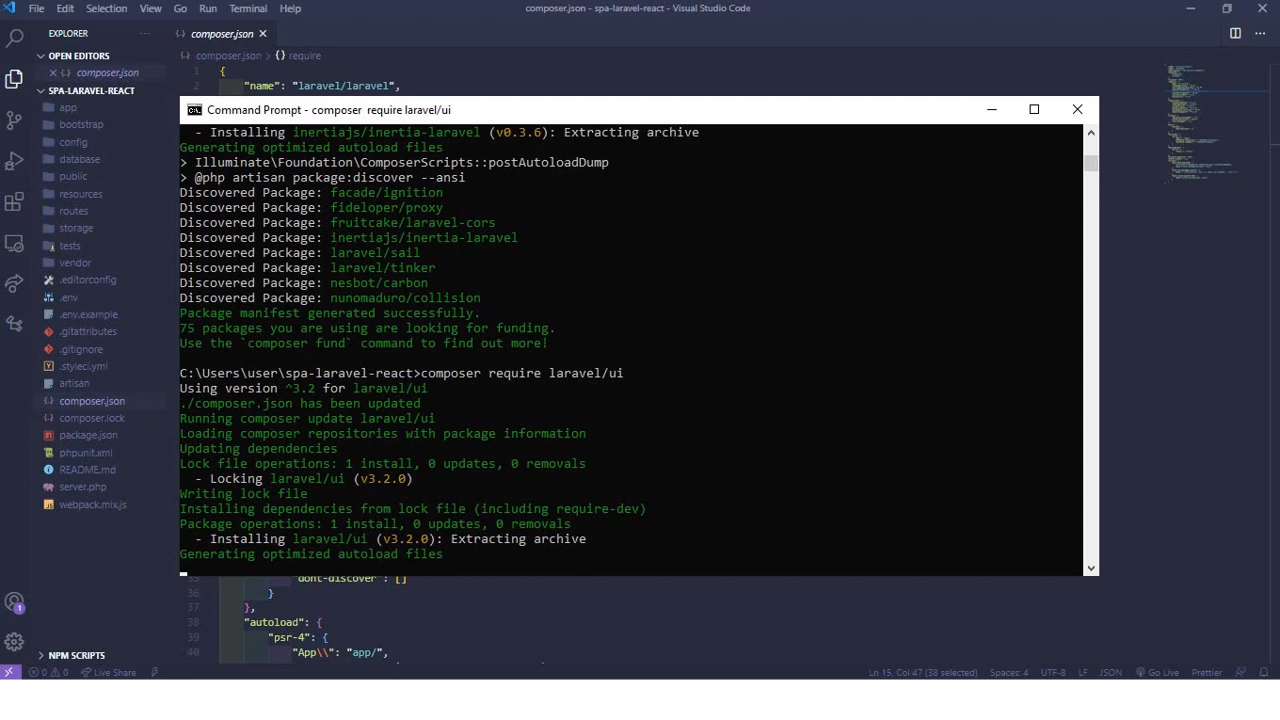 File Edit Selection View Go Run Terminal Help
composer.json - spa-laravel-react - Visual Studio Code
EXPLORER
OPEN EDITORS
composer.json
SPA-LARAVEL-REACT
app
bootstrap
config
database
public
resources
routes
storage
tests
vendor
.editorconfig
.env
.env.example
.gitattributes
.gitignore
.styleci.yml
artisan
composer.json
composer.lock
package.json
phpunit.xml
README.md
server.php
webpack.mix.js
NPM SCRIPTS
composer.json
composer.json > {} require
1 {
2 "name": "laravel/laravel",
Command Prompt - composer  require laravel/ui
- Installing inertiajs/inertia-laravel (v0.3.6): Extracting archive
Generating optimized autoload files
> Illuminate\Foundation\ComposerScripts::postAutoloadDump
> @php artisan package:discover --ansi
Discovered Package: facade/ignition
Discovered Package: fideloper/proxy
Discovered Package: fruitcake/laravel-cors
Discovered Package: inertiajs/inertia-laravel
Discovered Package: laravel/sail
Discovered Package: laravel/tinker
Discovered Package: nesbot/carbon
Discovered Package: nunomaduro/collision
Package manifest generated successfully.
75 packages you are using are looking for funding.
Use the `composer fund` command to find out more!
C:\Users\user\spa-laravel-react>composer require laravel/ui
Using version ^3.2 for laravel/ui
./composer.json has been updated
Running composer update laravel/ui
Loading composer repositories with package information
Updating dependencies
Lock file operations: 1 install, 0 updates, 0 removals
- Locking laravel/ui (v3.2.0)
Writing lock file
Installing dependencies from lock file (including require-dev)
Package operations: 1 install, 0 updates, 0 removals
- Installing laravel/ui (v3.2.0): Extracting archive
Generating optimized autoload files
35 "dont-discover": []
36 }
37 },
38 "autoload": {
39 "psr-4": {
40 "App\\": "app/",
1
0 0 Live Share
Ln 15, Col 47 (38 selected) Spaces: 4 UTF-8 LF JSON Go Live Prettier